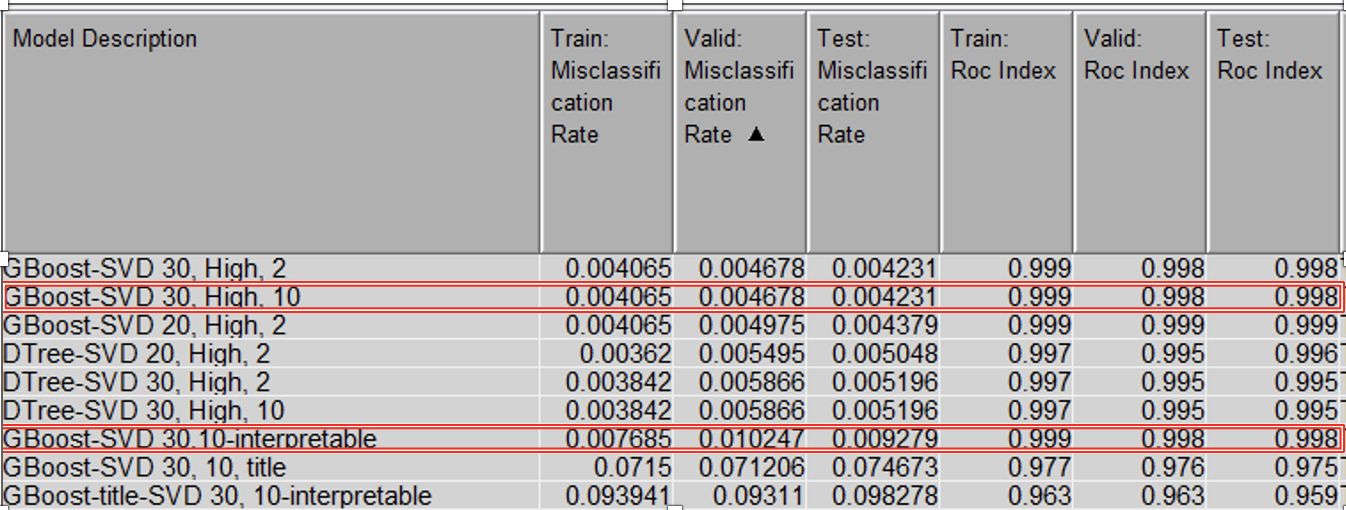 Model Description Train: Misclassifi cation Rate Valid: Misclassifi cation Rate ▲ Test: Misclassifi cation Rate Train: Roc Index Valid: Roc Index Test: Roc Index
GBoost-SVD 30, High, 2 0.004065 0.004678 0.004231 0.999 0.998 0.998
GBoost-SVD 30, High, 10 0.004065 0.004678 0.004231 0.999 0.998 0.998
GBoost-SVD 20, High, 2 0.004065 0.004975 0.004379 0.999 0.999 0.999
DTree-SVD 20, High, 2 0.00362 0.005495 0.005048 0.997 0.995 0.996
DTree-SVD 30, High, 2 0.003842 0.005866 0.005196 0.997 0.995 0.995
DTree-SVD 30, High, 10 0.003842 0.005866 0.005196 0.997 0.995 0.995
GBoost-SVD 30,10-interpretable 0.007685 0.010247 0.009279 0.999 0.998 0.998
GBoost-SVD 30, 10, title 0.0715 0.071206 0.074673 0.977 0.976 0.975
GBoost-title-SVD 30, 10-interpretable 0.093941 0.09311 0.098278 0.963 0.963 0.959